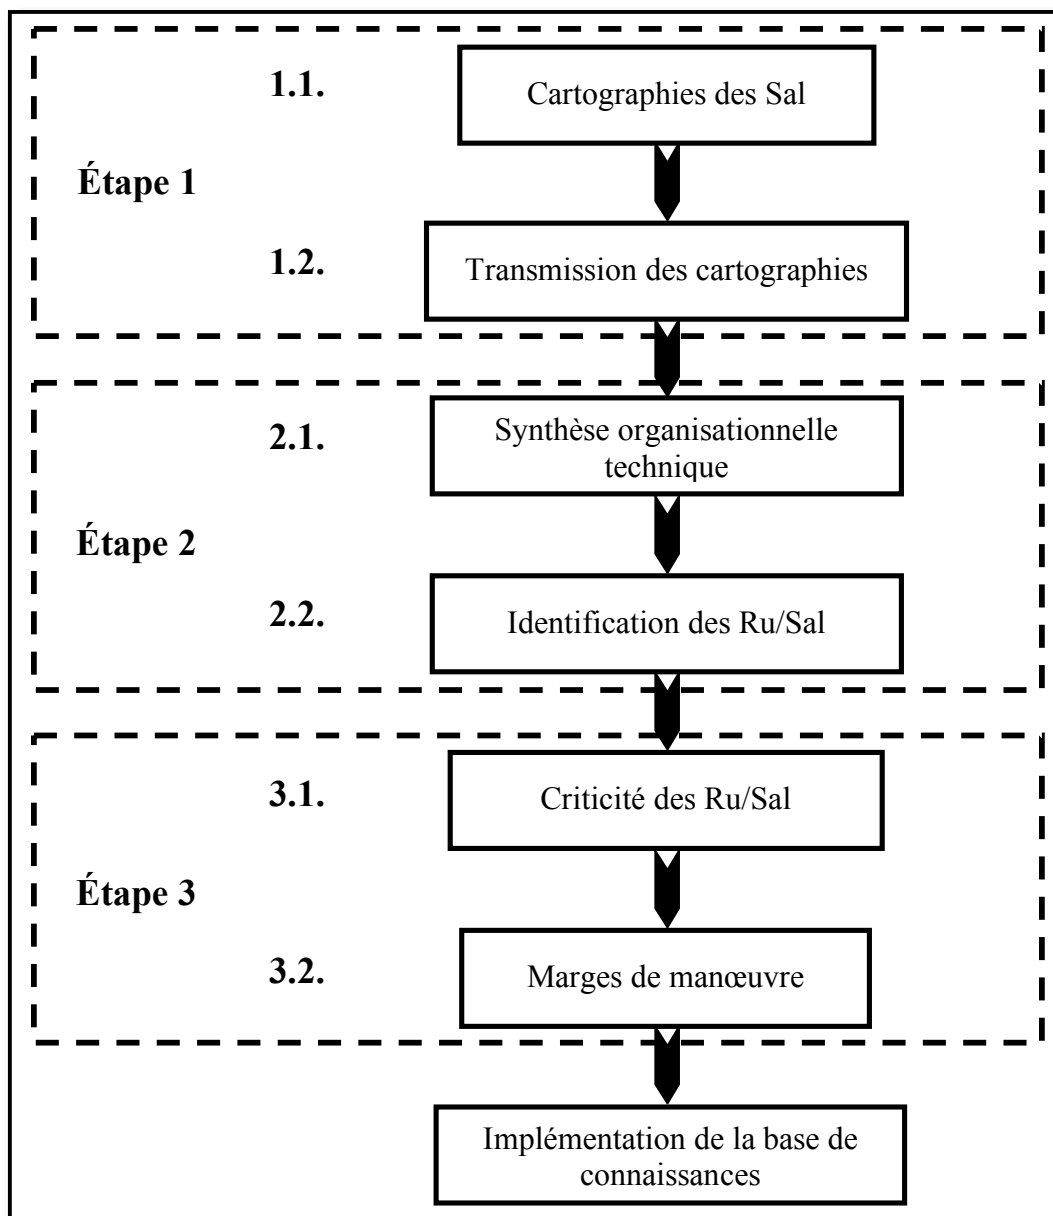 1.1.
Cartographies des Sal
Étape 1
1.2.
Transmission des cartographies
2.1.
Synthèse organisationnelle
technique
Étape 2
2.2.
Identification des Ru/Sal
3.1.
Criticité des Ru/Sal
Étape 3
3.2.
Marges de manœuvre
Implémentation de la base de
connaissances